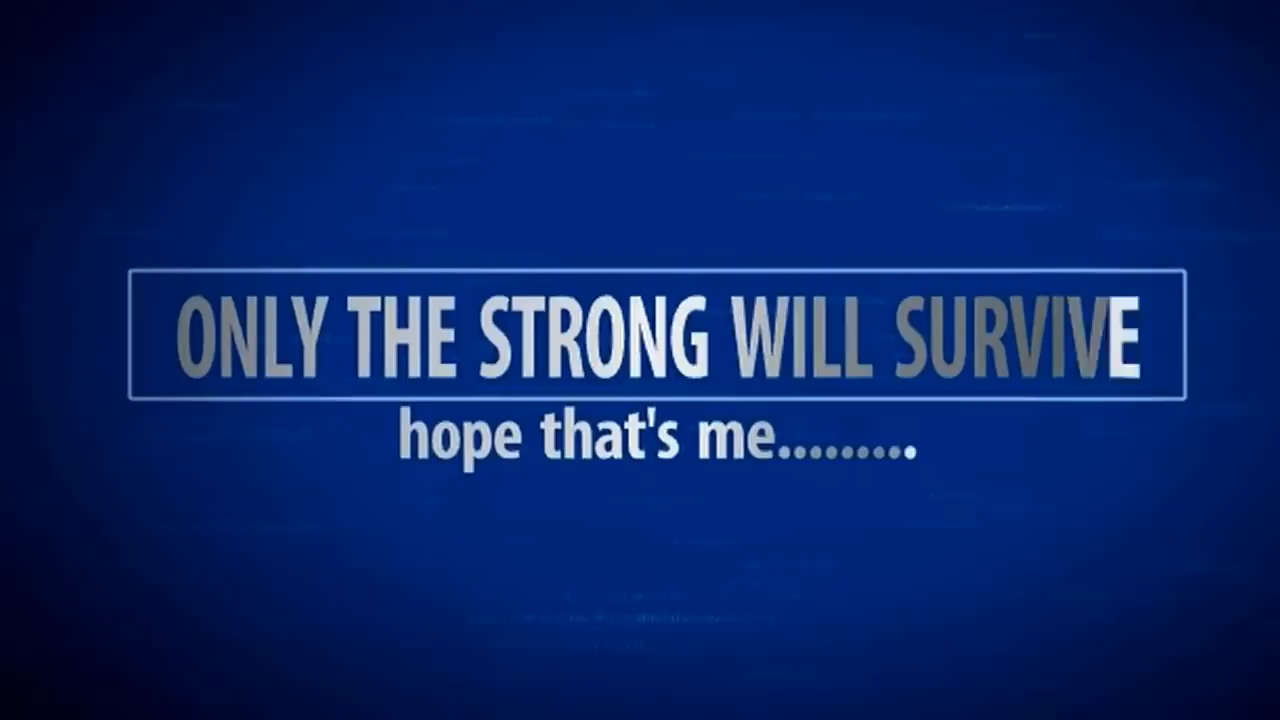 ONLY THE STRONG WILL SURVIVE
hope that's me.........